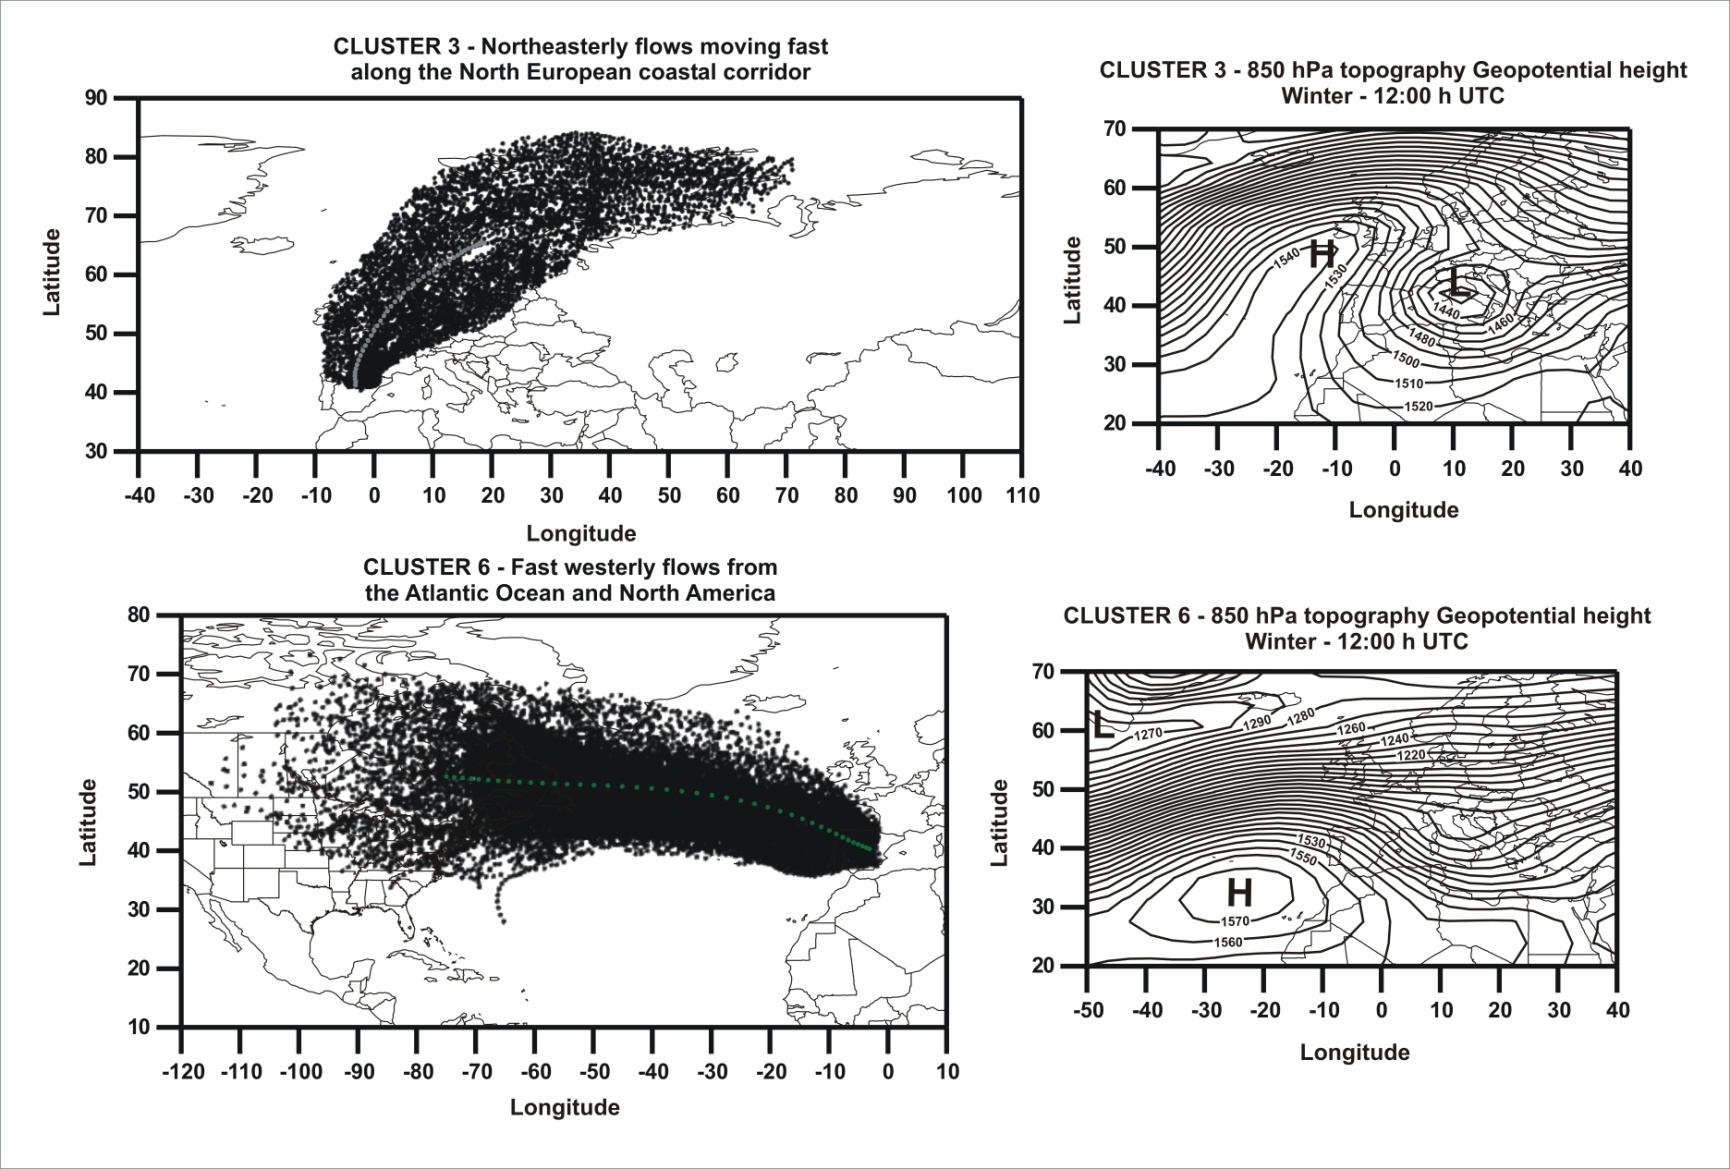 CLUSTER 3 - Northeasterly flows moving fast
along the North European coastal corridor
90
80
70
60
50
40
30
Latitude
-40 -30 -20 -10 0 10 20 30 40 50 60 70 80 90 100 110
Longitude
CLUSTER 3 - 850 hPa topography Geopotential height
Winter - 12:00 h UTC
70
60
50
40
30
20
Latitude
1540
H
1530
L
1440
1460
1480
1500
1510
1520
-40 -30 -20 -10 0 10 20 30 40
Longitude
CLUSTER 6 - Fast westerly flows from
the Atlantic Ocean and North America
80
70
60
50
40
30
20
10
Latitude
-120 -110 -100 -90 -80 -70 -60 -50 -40 -30 -20 -10 0 10
Longitude
CLUSTER 6 - 850 hPa topography Geopotential height
Winter - 12:00 h UTC
70
60
50
40
30
20
Latitude
L
1270
1290
1280
1260
1240
1220
1530
1550
H
1570
1560
-50 -40 -30 -20 -10 0 10 20 30 40
Longitude